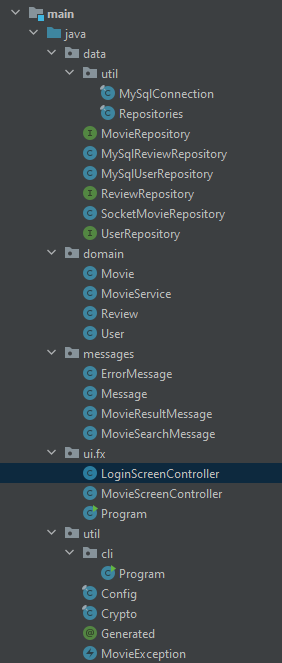 main
java
data
util
MySqlConnection
Repositories
MovieRepository
MySqlReviewRepository
MySqlUserRepository
ReviewRepository
SocketMovieRepository
UserRepository
domain
Movie
MovieService
Review
User
messages
ErrorMessage
Message
MovieResultMessage
MovieSearchMessage
ui.fx
LoginScreenController
MovieScreenController
Program
util
cli
Program
Config
Crypto
Generated
MovieException